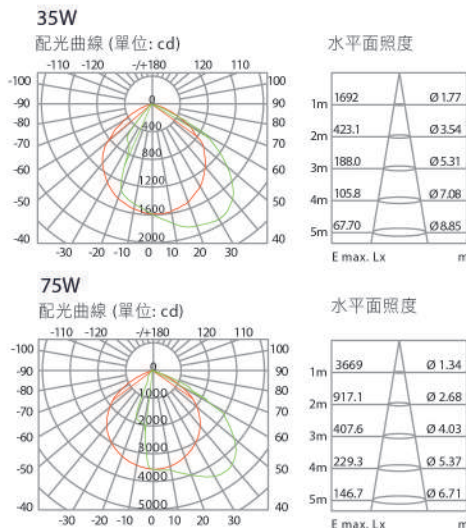 35W
配光曲線 (單位: cd)
水平面照度
-110 -120 -/+180 120 110
-100 100
-90 0 90
-80 400 80
-70 800 70
-60 1200 60
-50 1600 50
-40 2000 40
-30 -20 -10 0 10 20 30
1m 1692 Ø 1.77
2m 423.1 Ø 3.54
3m 188.0 Ø 5.31
4m 105.8 Ø 7.08
5m 67.70 Ø 8.85
E max. Lx m
75W
配光曲線 (單位: cd)
水平面照度
-110 -120 -/+180 120 110
-100 100
-90 0 90
-80 1000 80
-70 2000 70
-60 3000 60
-50 4000 50
-40 5000 40
-30 -20 -10 0 10 20 30
1m 3669 Ø 1.34
2m 917.1 Ø 2.68
3m 407.6 Ø 4.03
4m 229.3 Ø 5.37
5m 146.7 Ø 6.71
E max. Lx m